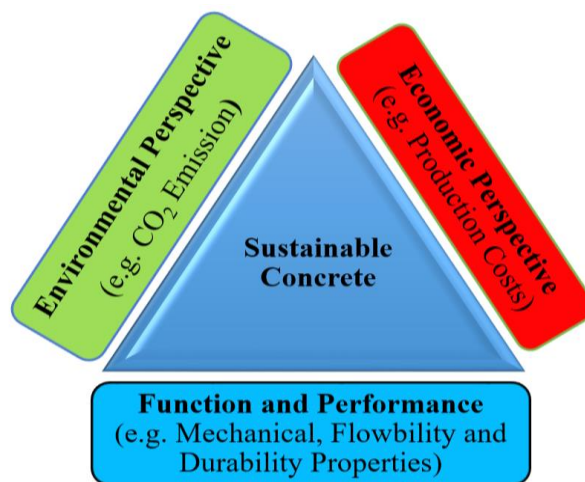 Environmental Perspective
(e.g. CO₂ Emission)
Economic Perspective
(e.g. Production Costs)
Sustainable
Concrete
Function and Performance
(e.g. Mechanical, Flowbility and
Durability Properties)